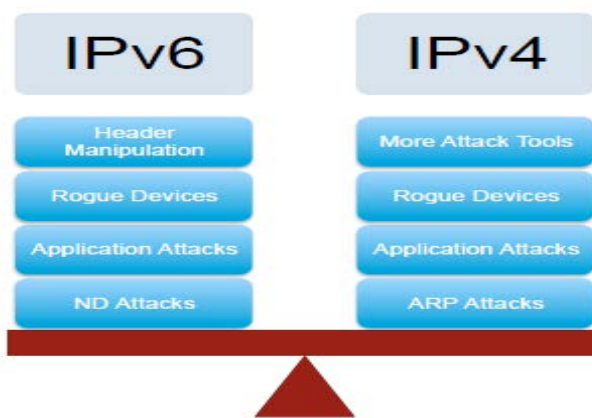 IPv6
Header
Manipulation
Rogue Devices
Application Attacks
ND Attacks
IPv4
More Attack Tools
Rogue Devices
Application Attacks
ARP Attacks